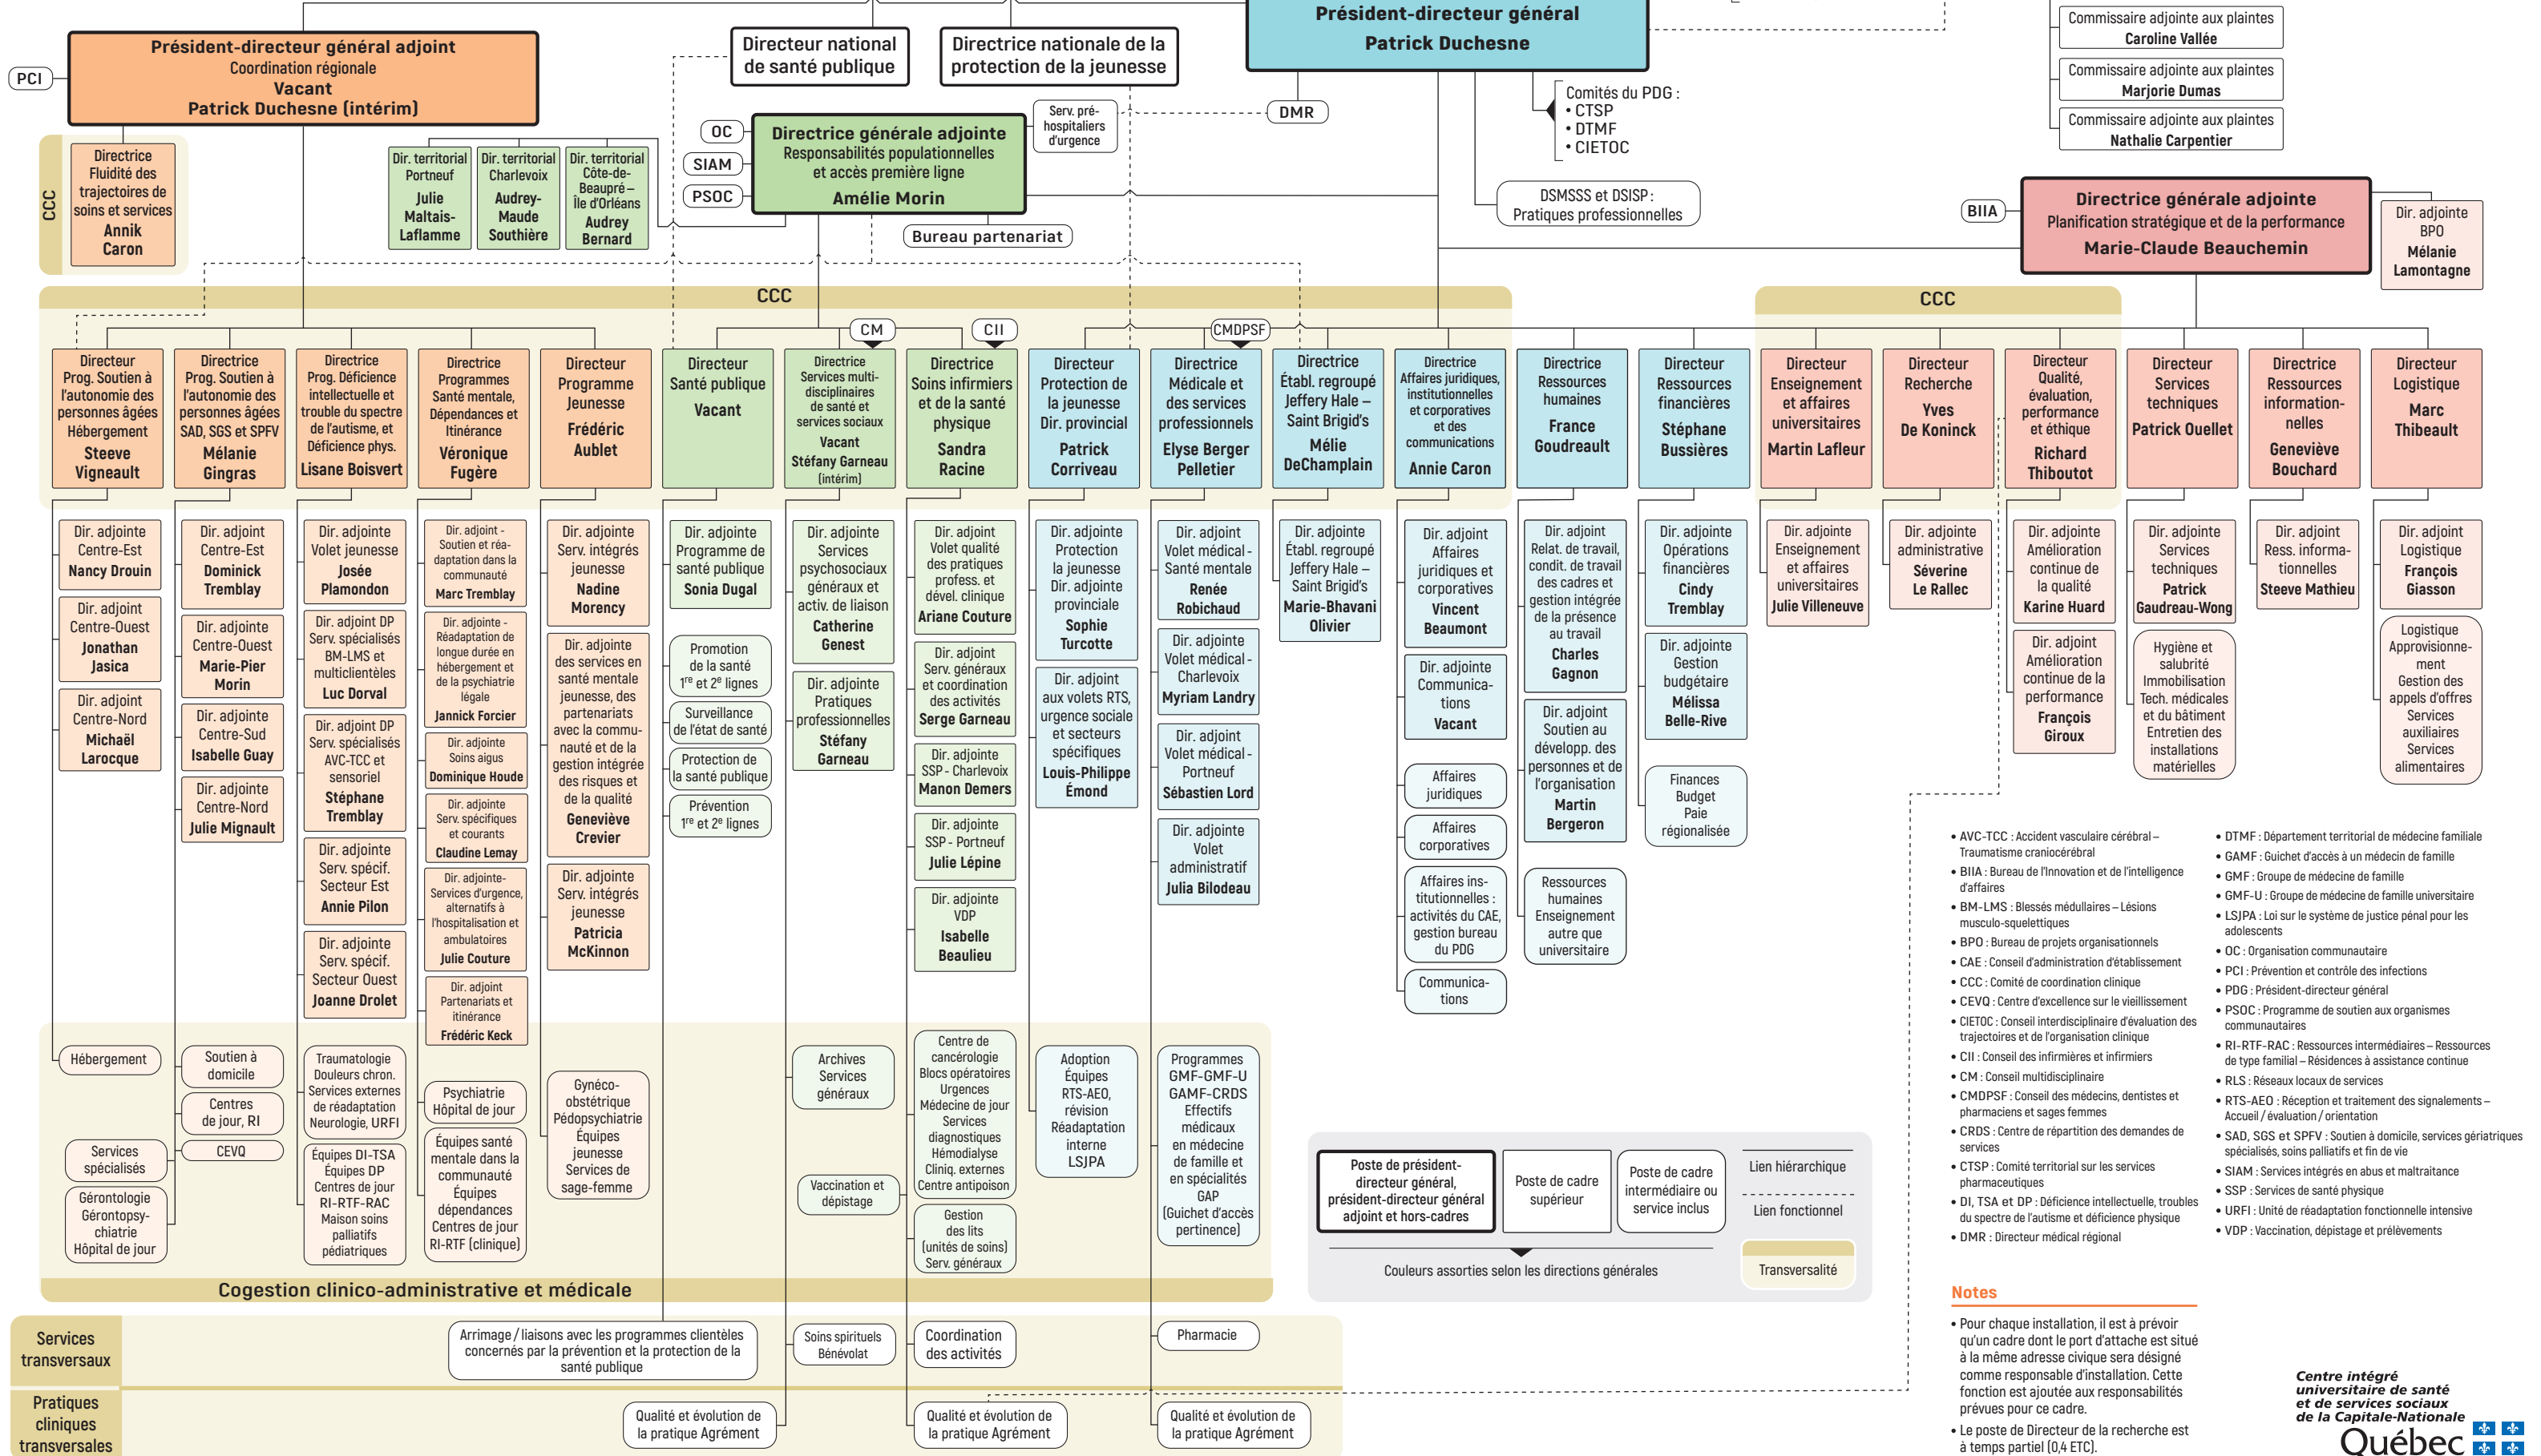 Président-directeur général adjoint
Coordination régionale
Vacant
Patrick Duchesne (intérim)
PCI
Directeur national
de santé publique
Directrice nationale de la
protection de la jeunesse
Président-directeur général
Patrick Duchesne
Commissaire adjointe aux plaintes
Caroline Vallée
Commissaire adjointe aux plaintes
Marjorie Dumas
Commissaire adjointe aux plaintes
Nathalie Carpentier
Comités du PDG :
• CTSP
• DTMF
• CIETOC
DMR
Serv. pré-
hospitaliers
d'urgence
OC
SIAM
PSOC
Directrice générale adjointe
Responsabilités populationnelles
et accès première ligne
Amélie Morin
Bureau partenariat
DSMSSS et DSISP :
Pratiques professionnelles
BIIA
Directrice générale adjointe
Planification stratégique et de la performance
Marie-Claude Beauchemin
Dir. adjointe
BPO
Mélanie
Lamontagne
CCC
Directrice
Fluidité des
trajectoires de
soins et services
Annik
Caron
Dir. territorial
Portneuf
Julie
Maltais-
Laflamme
Dir. territorial
Charlevoix
Audrey-
Maude
Southière
Dir. territorial
Côte-de-
Beaupré –
Île d'Orléans
Audrey
Bernard
CCC
CCC
CM
CII
CMDPSF
Directeur
Prog. Soutien à
l'autonomie des
personnes âgées
Hébergement
Steeve
Vigneault
Directrice
Prog. Soutien à
l'autonomie des
personnes âgées
SAD, SGS et SPFV
Mélanie
Gingras
Directrice
Prog. Déficience
intellectuelle et
trouble du spectre
de l'autisme, et
Déficience phys.
Lisane Boisvert
Directrice
Programmes
Santé mentale,
Dépendances et
Itinérance
Véronique
Fugère
Directeur
Programme
Jeunesse
Frédéric
Aublet
Directeur
Santé publique
Vacant
Directrice
Services multi-
disciplinaires
de santé et
services sociaux
Vacant
Stéfany Garneau
(intérim)
Directrice
Soins infirmiers
et de la santé
physique
Sandra
Racine
Directeur
Protection de
la jeunesse
Dir. provincial
Patrick
Corriveau
Directrice
Médicale et
des services
professionnels
Elyse Berger
Pelletier
Directrice
Établ. regroupé
Jeffery Hale –
Saint Brigid's
Mélie
DeChamplain
Directrice
Affaires juridiques,
institutionnelles
et corporatives
et des
communications
Annie Caron
Directrice
Ressources
humaines
France
Goudreault
Directeur
Ressources
financières
Stéphane
Bussières
Directeur
Enseignement
et affaires
universitaires
Martin Lafleur
Directeur
Recherche
Yves
De Koninck
Directeur
Qualité,
évaluation,
performance
et éthique
Richard
Thiboutot
Directeur
Services
techniques
Patrick Ouellet
Directrice
Ressources
information-
nelles
Geneviève
Bouchard
Directeur
Logistique
Marc
Thibeault
Dir. adjointe
Centre-Est
Nancy Drouin
Dir. adjoint
Centre-Ouest
Jonathan
Jasica
Dir. adjoint
Centre-Nord
Michaël
Larocque
Dir. adjoint
Centre-Est
Dominick
Tremblay
Dir. adjointe
Centre-Ouest
Marie-Pier
Morin
Dir. adjointe
Centre-Sud
Isabelle Guay
Dir. adjointe
Centre-Nord
Julie Mignault
Dir. adjointe
Volet jeunesse
Josée
Plamondon
Dir. adjoint DP
Serv. spécialisés
BM-LMS et
multiclientèles
Luc Dorval
Dir. adjoint DP
Serv. spécialisés
AVC-TCC et
sensoriel
Stéphane
Tremblay
Dir. adjointe
Serv. spécif.
Secteur Est
Annie Pilon
Dir. adjointe
Serv. spécif.
Secteur Ouest
Joanne Drolet
Dir. adjoint -
Soutien et réa-
daptation dans la
communauté
Marc Tremblay
Dir. adjointe -
Réadaptation de
longue durée en
hébergement et
de la psychiatrie
légale
Jannick Forcier
Dir. adjointe
Soins aigus
Dominique Houde
Dir. adjointe
Serv. spécifiques
et courants
Claudine Lemay
Dir. adjointe-
Services d'urgence,
alternatifs à
l'hospitalisation et
ambulatoires
Julie Couture
Dir. adjoint
Partenariats et
itinérance
Frédéric Keck
Dir. adjointe
Serv. intégrés
jeunesse
Nadine
Morency
Dir. adjointe
des services en
santé mentale
jeunesse, des
partenariats
avec la commu-
nauté et de la
gestion intégrée
des risques et
de la qualité
Geneviève
Crevier
Dir. adjointe
Serv. intégrés
jeunesse
Patricia
McKinnon
Dir. adjointe
Programme de
santé publique
Sonia Dugal
Promotion
de la santé
1re et 2e lignes
Surveillance
de l'état de santé
Protection de
la santé publique
Prévention
1re et 2e lignes
Dir. adjointe
Services
psychosociaux
généraux et
activ. de liaison
Catherine
Genest
Dir. adjointe
Pratiques
professionnelles
Stéfany
Garneau
Dir. adjoint
Volet qualité
des pratiques
profess. et
dével. clinique
Ariane Couture
Dir. adjoint
Serv. généraux
et coordination
des activités
Serge Garneau
Dir. adjointe
SSP - Charlevoix
Manon Demers
Dir. adjointe
SSP - Portneuf
Julie Lépine
Dir. adjointe
VDP
Isabelle
Beaulieu
Dir. adjointe
Protection
la jeunesse
Dir. adjointe
provinciale
Sophie
Turcotte
Dir. adjoint
aux volets RTS,
urgence sociale
et secteurs
spécifiques
Louis-Philippe
Émond
Dir. adjoint
Volet médical -
Santé mentale
Renée
Robichaud
Dir. adjointe
Volet médical -
Charlevoix
Myriam Landry
Dir. adjoint
Volet médical -
Portneuf
Sébastien Lord
Dir. adjointe
Volet
administratif
Julia Bilodeau
Dir. adjointe
Établ. regroupé
Jeffery Hale –
Saint Brigid's
Marie-Bhavani
Olivier
Dir. adjoint
Affaires
juridiques et
corporatives
Vincent
Beaumont
Dir. adjointe
Communica-
tions
Vacant
Affaires
juridiques
Affaires
corporatives
Affaires ins-
titutionnelles :
activités du CAE,
gestion bureau
du PDG
Communica-
tions
Dir. adjoint
Relat. de travail,
condit. de travail
des cadres et
gestion intégrée
de la présence
au travail
Charles
Gagnon
Dir. adjoint
Soutien au
développ. des
personnes et de
l'organisation
Martin
Bergeron
Ressources
humaines
Enseignement
autre que
universitaire
Dir. adjointe
Opérations
financières
Cindy
Tremblay
Dir. adjointe
Gestion
budgétaire
Mélissa
Belle-Rive
Finances
Budget
Paie
régionalisée
Dir. adjointe
Enseignement
et affaires
universitaires
Julie Villeneuve
Dir. adjointe
administrative
Séverine
Le Rallec
Dir. adjointe
Amélioration
continue de
la qualité
Karine Huard
Dir. adjoint
Amélioration
continue de la
performance
François
Giroux
Dir. adjointe
Services
techniques
Patrick
Gaudreau-Wong
Hygiène et
salubrité
Immobilisation
Tech. médicales
et du bâtiment
Entretien des
installations
matérielles
Dir. adjoint
Ress. informa-
tionnelles
Steeve Mathieu
Dir. adjoint
Logistique
François
Giasson
Logistique
Approvisionne-
ment
Gestion des
appels d'offres
Services
auxiliaires
Services
alimentaires
Hébergement
Services
spécialisés
Gérontologie
Gérontopsy-
chiatrie
Hôpital de jour
Soutien à
domicile
Centres
de jour, RI
CEVQ
Traumatologie
Douleurs chron.
Services externes
de réadaptation
Neurologie, URFI
Équipes DI-TSA
Équipes DP
Centres de jour
RI-RTF-RAC
Maison soins
palliatifs
pédiatriques
Psychiatrie
Hôpital de jour
Équipes santé
mentale dans la
communauté
Équipes
dépendances
Centres de jour
RI-RTF (clinique)
Gynéco-
obstétrique
Pédopsychiatrie
Équipes
jeunesse
Services de
sage-femme
Archives
Services
généraux
Vaccination et
dépistage
Centre de
cancérologie
Blocs opératoires
Urgences
Médecine de jour
Services
diagnostiques
Hémodialyse
Cliniq. externes
Centre antipoison
Gestion
des lits
(unités de soins)
Serv. généraux
Adoption
Équipes
RTS-AEO,
révision
Réadaptation
interne
LSJPA
Programmes
GMF-GMF-U
GAMF-CRDS
Effectifs
médicaux
en médecine
de famille et
en spécialités
GAP
(Guichet d'accès
pertinence)
Cogestion clinico-administrative et médicale
Services
transversaux
Arrimage / liaisons avec les programmes clientèles
concernés par la prévention et la protection de la
santé publique
Soins spirituels
Bénévolat
Coordination
des activités
Pharmacie
Pratiques
cliniques
transversales
Qualité et évolution de
la pratique Agrément
Qualité et évolution de
la pratique Agrément
Qualité et évolution de
la pratique Agrément
Poste de président-
directeur général,
président-directeur général
adjoint et hors-cadres
Poste de cadre
supérieur
Poste de cadre
intermédiaire ou
service inclus
Lien hiérarchique
Lien fonctionnel
Couleurs assorties selon les directions générales
Transversalité
• AVC-TCC : Accident vasculaire cérébral –
Traumatisme craniocérébral
• BIIA : Bureau de l'Innovation et de l'intelligence
d'affaires
• BM-LMS : Blessés médullaires – Lésions
musculo-squelettiques
• BPO : Bureau de projets organisationnels
• CAE : Conseil d'administration d'établissement
• CCC : Comité de coordination clinique
• CEVQ : Centre d'excellence sur le vieillissement
• CIETOC : Conseil interdisciplinaire d'évaluation des
trajectoires et de l'organisation clinique
• CII : Conseil des infirmières et infirmiers
• CM : Conseil multidisciplinaire
• CMDPSF : Conseil des médecins, dentistes et
pharmaciens et sages femmes
• CRDS : Centre de répartition des demandes de
services
• CTSP : Comité territorial sur les services
pharmaceutiques
• DI, TSA et DP : Déficience intellectuelle, troubles
du spectre de l'autisme et déficience physique
• DMR : Directeur médical régional
• DTMF : Département territorial de médecine familiale
• GAMF : Guichet d'accès à un médecin de famille
• GMF : Groupe de médecine de famille
• GMF-U : Groupe de médecine de famille universitaire
• LSJPA : Loi sur le système de justice pénal pour les
adolescents
• OC : Organisation communautaire
• PCI : Prévention et contrôle des infections
• PDG : Président-directeur général
• PSOC : Programme de soutien aux organismes
communautaires
• RI-RTF-RAC : Ressources intermédiaires – Ressources
de type familial – Résidences à assistance continue
• RLS : Réseaux locaux de services
• RTS-AEO : Réception et traitement des signalements –
Accueil / évaluation / orientation
• SAD, SGS et SPFV : Soutien à domicile, services gériatriques
spécialisés, soins palliatifs et fin de vie
• SIAM : Services intégrés en abus et maltraitance
• SSP : Services de santé physique
• URFI : Unité de réadaptation fonctionnelle intensive
• VDP : Vaccination, dépistage et prélèvements
Notes
• Pour chaque installation, il est à prévoir
qu'un cadre dont le port d'attache est situé
à la même adresse civique sera désigné
comme responsable d'installation. Cette
fonction est ajoutée aux responsabilités
prévues pour ce cadre.
• Le poste de Directeur de la recherche est
à temps partiel (0,4 ETC).
Centre intégré
universitaire de santé
et de services sociaux
de la Capitale-Nationale
Québec